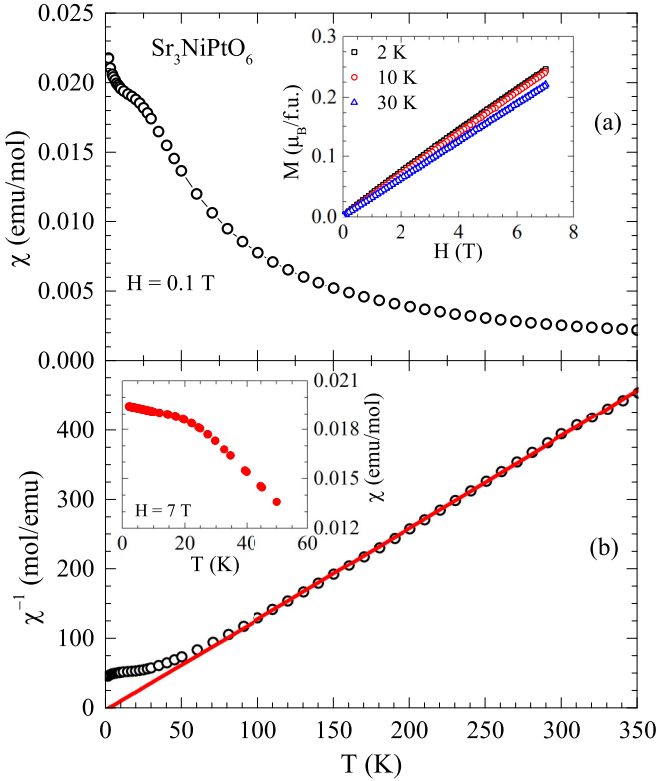 0.025
0.020
0.015
0.010
0.005
0.000
χ (emu/mol)
Sr₃NiPtO₆
H = 0.1 T
(a)
0.3
0.2
0.1
0.0
M (μ_B/f.u.)
2 K
10 K
30 K
0 2 4 6 8
H (T)
400
300
200
100
0
χ⁻¹ (mol/emu)
0.021
0.018
0.015
0.012
χ (emu/mol)
H = 7 T
0 20 40 60
T (K)
(b)
0 50 100 150 200 250 300 350
T (K)